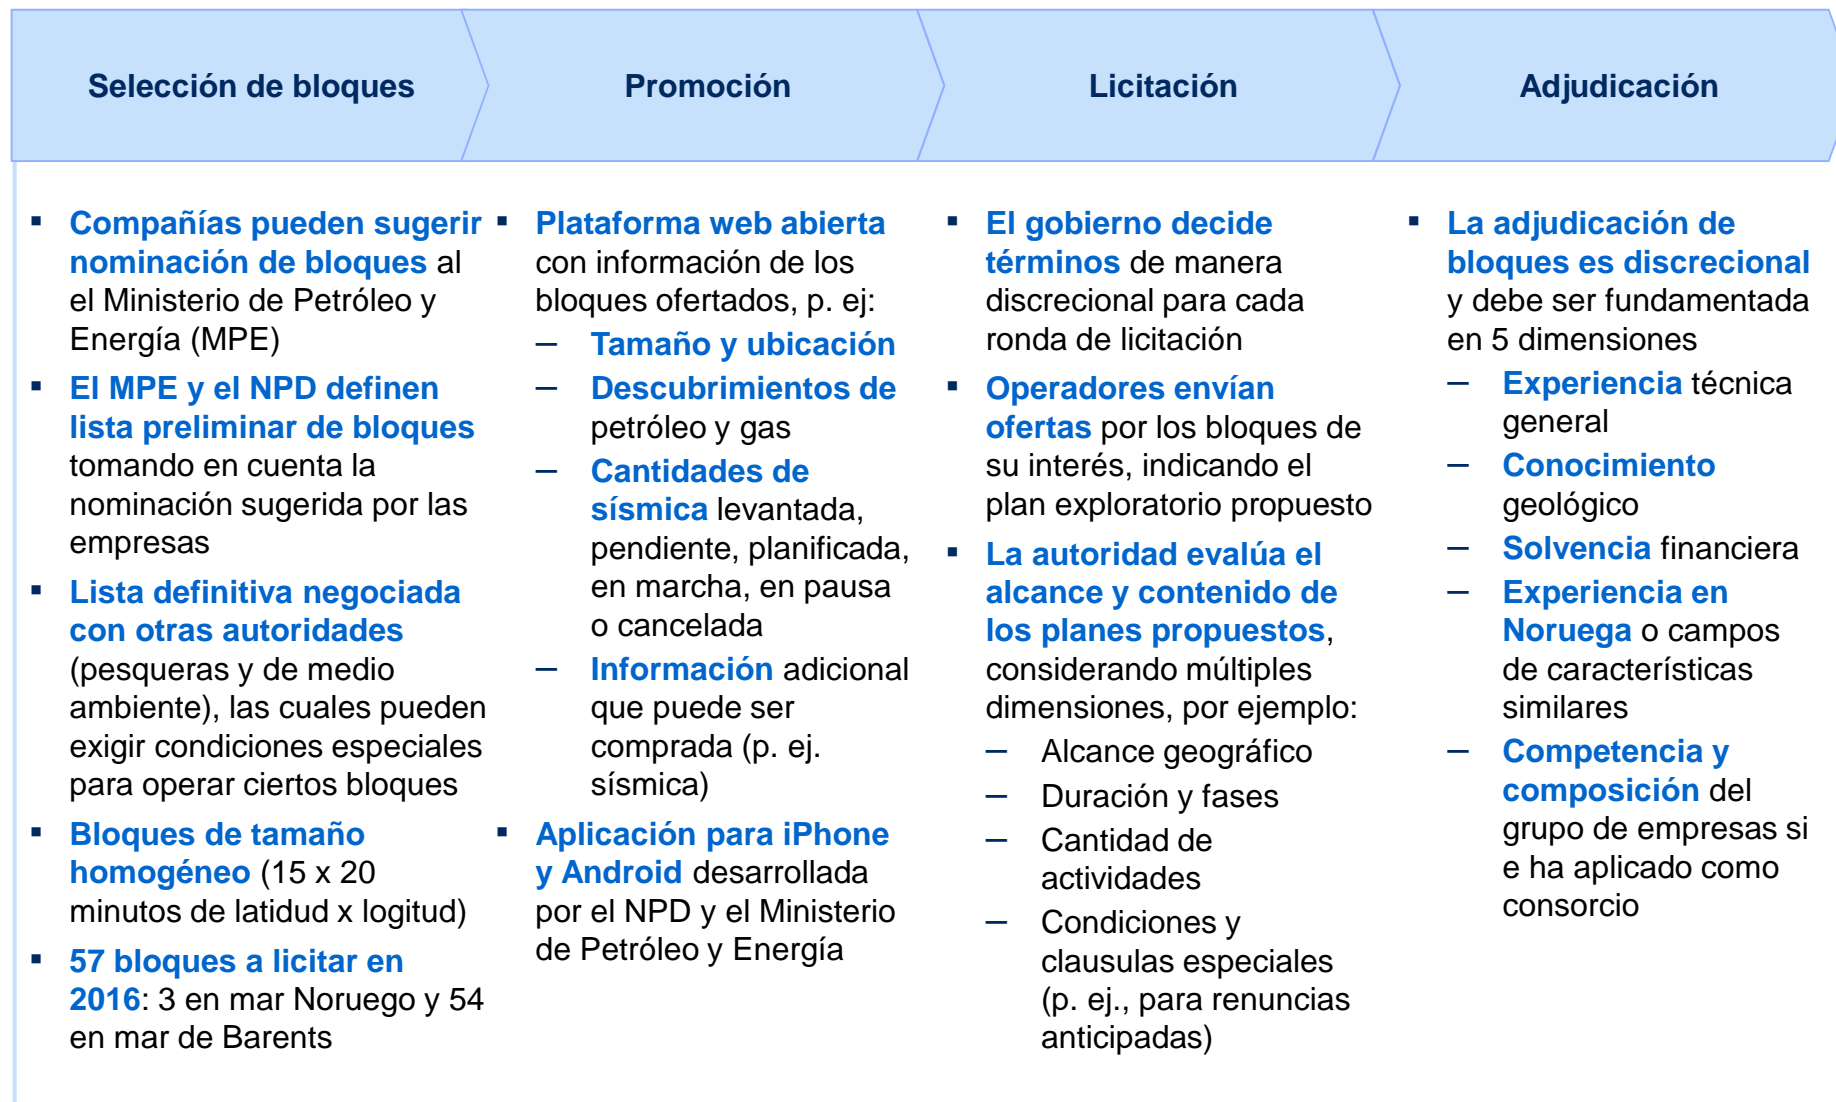 Selección de bloques
Promoción
Licitación
Adjudicación
▪ Compañías pueden sugerir
nominación de bloques al
el Ministerio de Petróleo y
Energía (MPE)
▪ El MPE y el NPD definen
lista preliminar de bloques
tomando en cuenta la
nominación sugerida por las
empresas
▪ Lista definitiva negociada
con otras autoridades
(pesqueras y de medio
ambiente), las cuales pueden
exigir condiciones especiales
para operar ciertos bloques
▪ Bloques de tamaño
homogéneo (15 x 20
minutos de latidud x logitud)
▪ 57 bloques a licitar en
2016: 3 en mar Noruego y 54
en mar de Barents
▪ Plataforma web abierta
con información de los
bloques ofertados, p. ej:
– Tamaño y ubicación
– Descubrimientos de
petróleo y gas
– Cantidades de
sísmica levantada,
pendiente, planificada,
en marcha, en pausa
o cancelada
– Información adicional
que puede ser
comprada (p. ej.
sísmica)
▪ Aplicación para iPhone
y Android desarrollada
por el NPD y el Ministerio
de Petróleo y Energía
▪ El gobierno decide
términos de manera
discrecional para cada
ronda de licitación
▪ Operadores envían
ofertas por los bloques de
su interés, indicando el
plan exploratorio propuesto
▪ La autoridad evalúa el
alcance y contenido de
los planes propuestos,
considerando múltiples
dimensiones, por ejemplo:
– Alcance geográfico
– Duración y fases
– Cantidad de
actividades
– Condiciones y
clausulas especiales
(p. ej., para renuncias
anticipadas)
▪ La adjudicación de
bloques es discrecional
y debe ser fundamentada
en 5 dimensiones
– Experiencia técnica
general
– Conocimiento
geológico
– Solvencia financiera
– Experiencia en
Noruega o campos
de características
similares
– Competencia y
composición del
grupo de empresas si
e ha aplicado como
consorcio